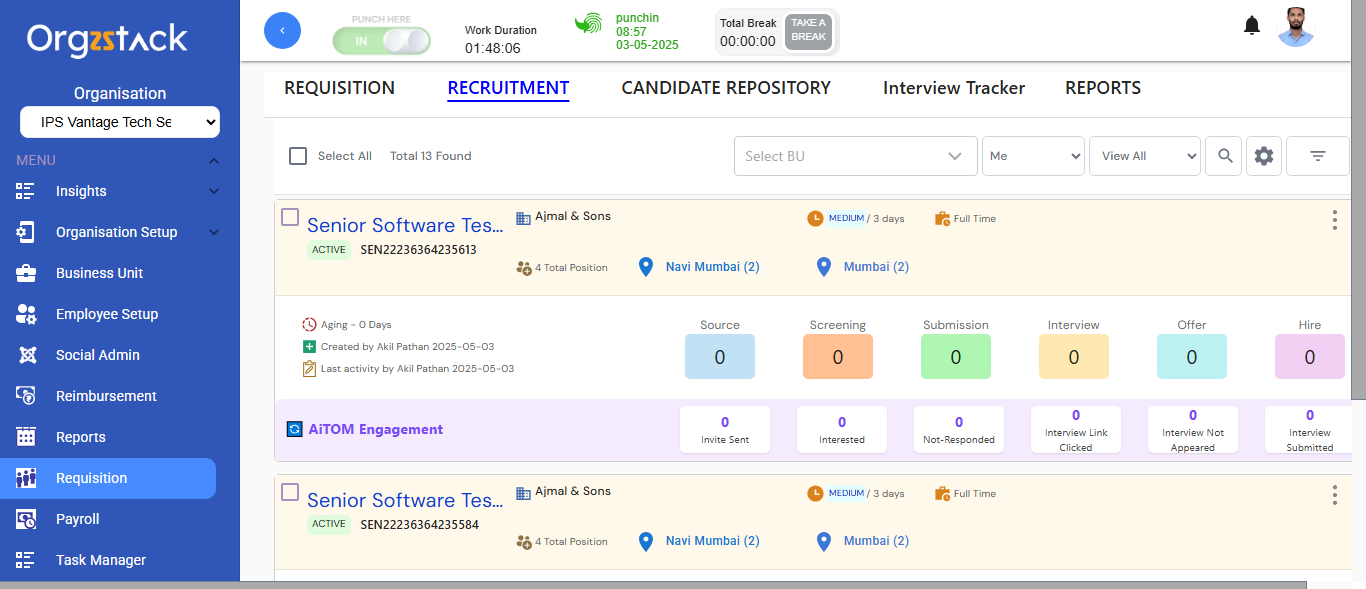 Orgzstack
Organisation
IPS Vantage Tech Se
MENU
Insights
Organisation Setup
Business Unit
Employee Setup
Social Admin
Reimbursement
Reports
Requisition
Payroll
Task Manager
PUNCH HERE
IN
Work Duration
01:48:06
punchin
08:57
03-05-2025
Total Break
00:00:00
TAKE A
BREAK
REQUISITION RECRUITMENT CANDIDATE REPOSITORY Interview Tracker REPORTS
Select All Total 13 Found Select BU Me View All
Senior Software Tes... Ajmal & Sons MEDIUM / 3 days Full Time
ACTIVE SEN22236364235613
4 Total Position Navi Mumbai (2) Mumbai (2)
Aging - 0 Days
Created by Akil Pathan 2025-05-03
Last activity by Akil Pathan 2025-05-03
Source Screening Submission Interview Offer Hire
0 0 0 0 0 0
AiTOM Engagement
0
Invite Sent
0
Interested
0
Not-Responded
0
Interview Link
Clicked
0
Interview Not
Appeared
0
Interview
Submitted
Senior Software Tes... Ajmal & Sons MEDIUM / 3 days Full Time
ACTIVE SEN22236364235584
4 Total Position Navi Mumbai (2) Mumbai (2)